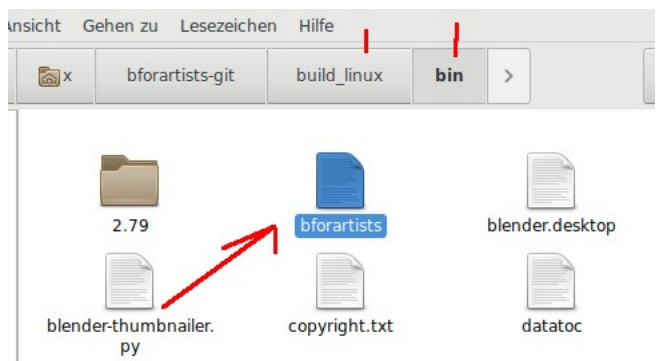 Ansicht Gehen zu Lesezeichen Hilfe
x bforartists-git build_linux bin
2.79 bforartists blender.desktop
blender-thumbnailer. copyright.txt datatoc
py